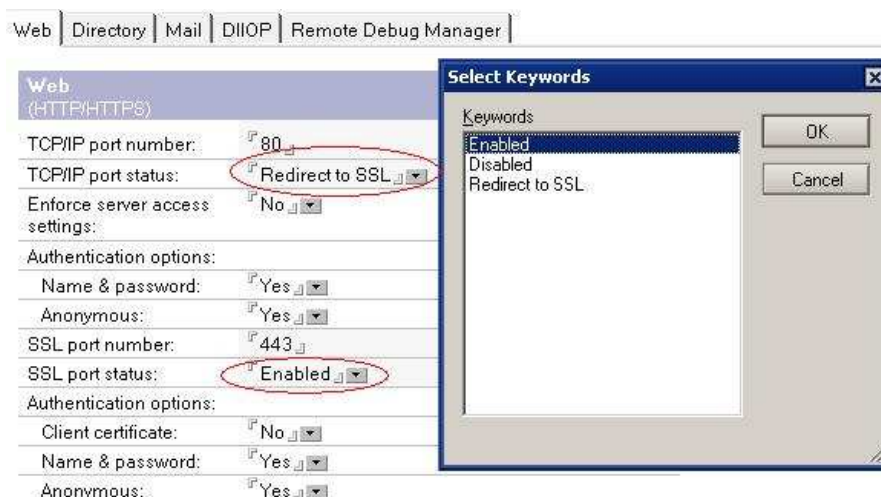 Web Directory Mail DIIOP Remote Debug Manager
Web
(HTTP/HTTPS)
TCP/IP port number: 80
TCP/IP port status: Redirect to SSL
Enforce server access settings: No
Authentication options:
Name & password: Yes
Anonymous: Yes
SSL port number: 443
SSL port status: Enabled
Authentication options:
Client certificate: No
Name & password: Yes
Anonymous: Yes
Select Keywords
Keywords
Enabled
Disabled
Redirect to SSL
OK
Cancel